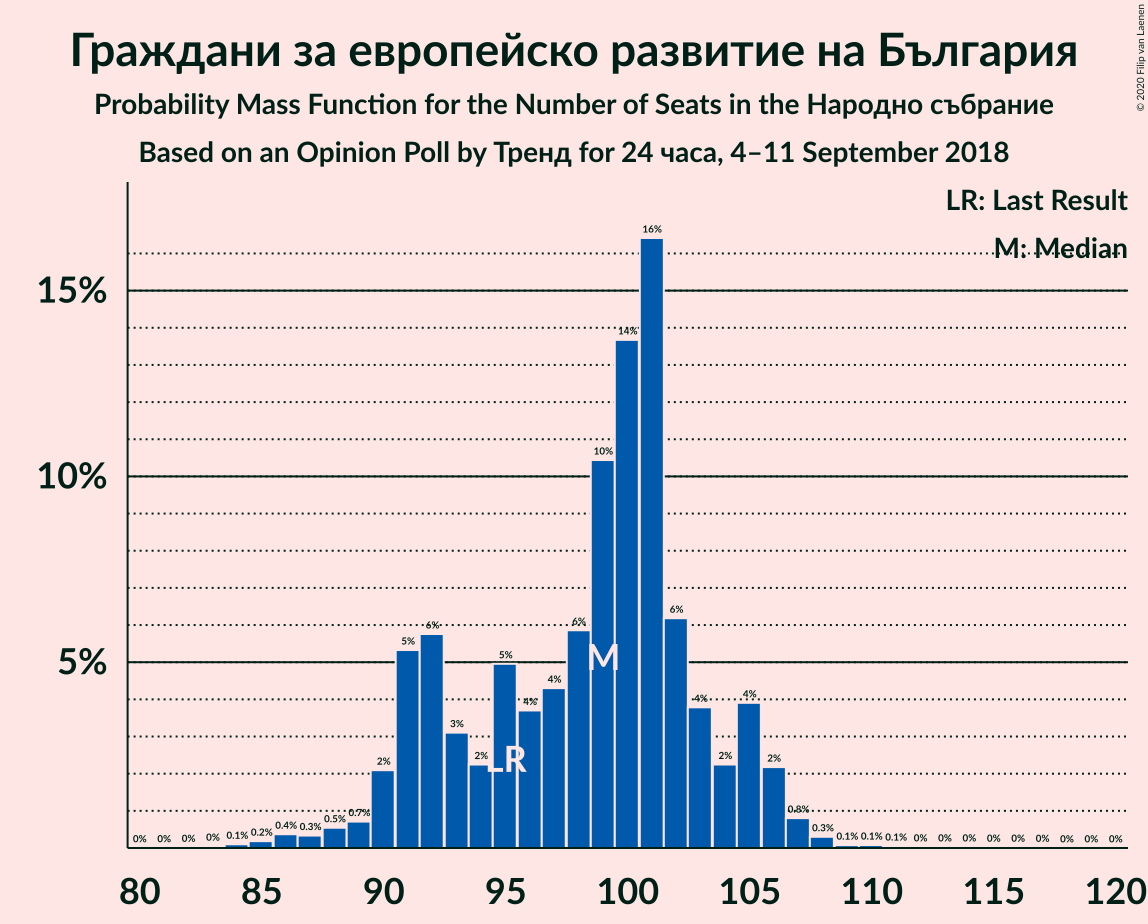 Граждани за европейско развитие на България
Probability Mass Function for the Number of Seats in the Народно събрание
Based on an Opinion Poll by Тренд for 24 часа, 4–11 September 2018
© 2020 Filip van Laenen
LR: Last Result
M: Median
15%
10%
5%
0% 0% 0% 0% 0.1% 0.2% 0.4% 0.3% 0.5% 0.7% 2% 5% 6% 3% 2% 5% 4% 4% 6% 10% 14% 16% 6% 4% 2% 4% 2% 0.8% 0.3% 0.1% 0.1% 0.1% 0% 0% 0% 0% 0% 0% 0% 0% 0%
M
LR
80 85 90 95 100 105 110 115 120